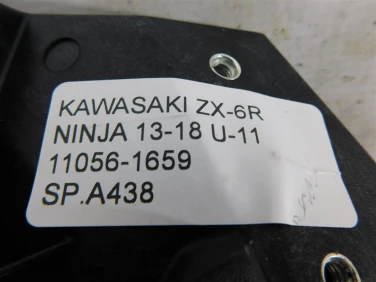 KAWASAKI ZX-6R
NINJA 13-18 U-11
11056-1659
SP.A438